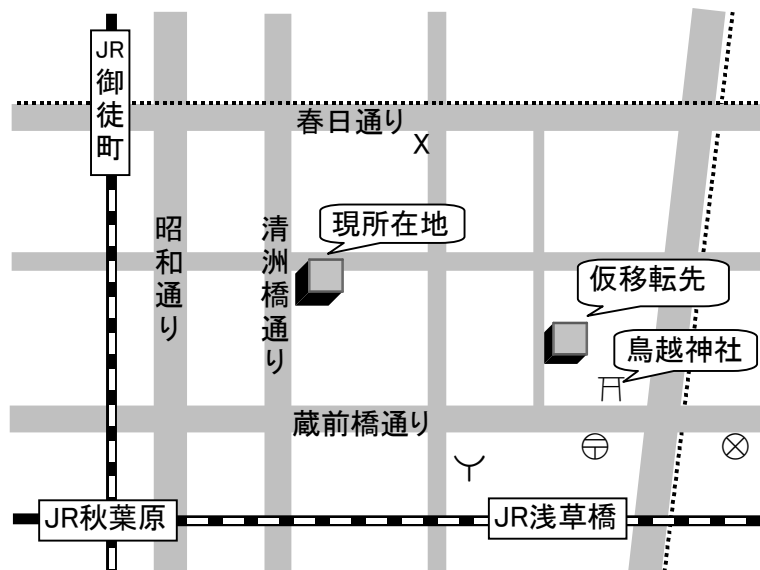 JR御徒町
春日通り
X
昭和通り
清洲橋通り
現所在地
仮移転先
鳥越神社
蔵前橋通り
JR秋葉原
JR浅草橋